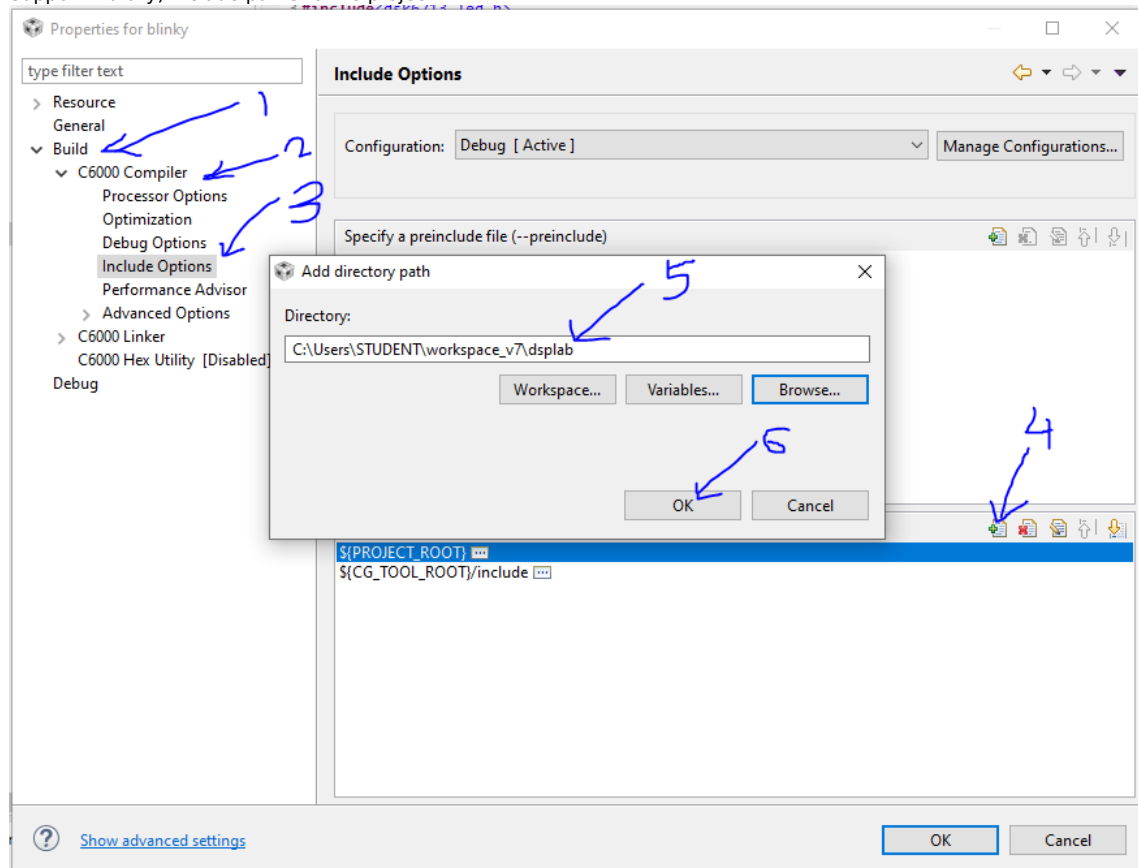 #include<dsk6713_led.h>
Properties for blinky
type filter text
Include Options
Resource
General
Build
C6000 Compiler
Processor Options
Optimization
Debug Options
Include Options
Performance Advisor
Advanced Options
C6000 Linker
C6000 Hex Utility [Disabled]
Debug
1
2
3
Configuration:
Debug [ Active ]
Manage Configurations...
Specify a preinclude file (--preinclude)
Add directory path
5
Directory:
C:\Users\STUDENT\workspace_v7\dsplab
Workspace...
Variables...
Browse...
6
4
OK
Cancel
${PROJECT_ROOT}
${CG_TOOL_ROOT}/include
?
Show advanced settings
OK
Cancel